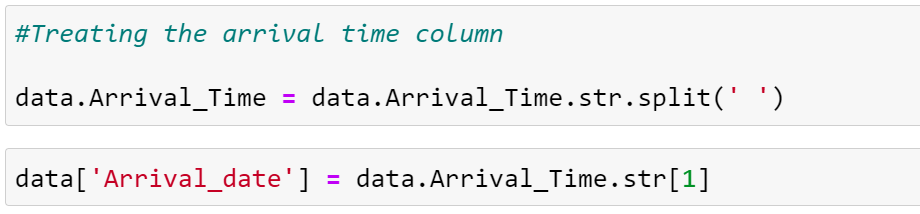 #Treating the arrival time column
data.Arrival_Time = data.Arrival_Time.str.split(' ')
data['Arrival_date'] = data.Arrival_Time.str[1]